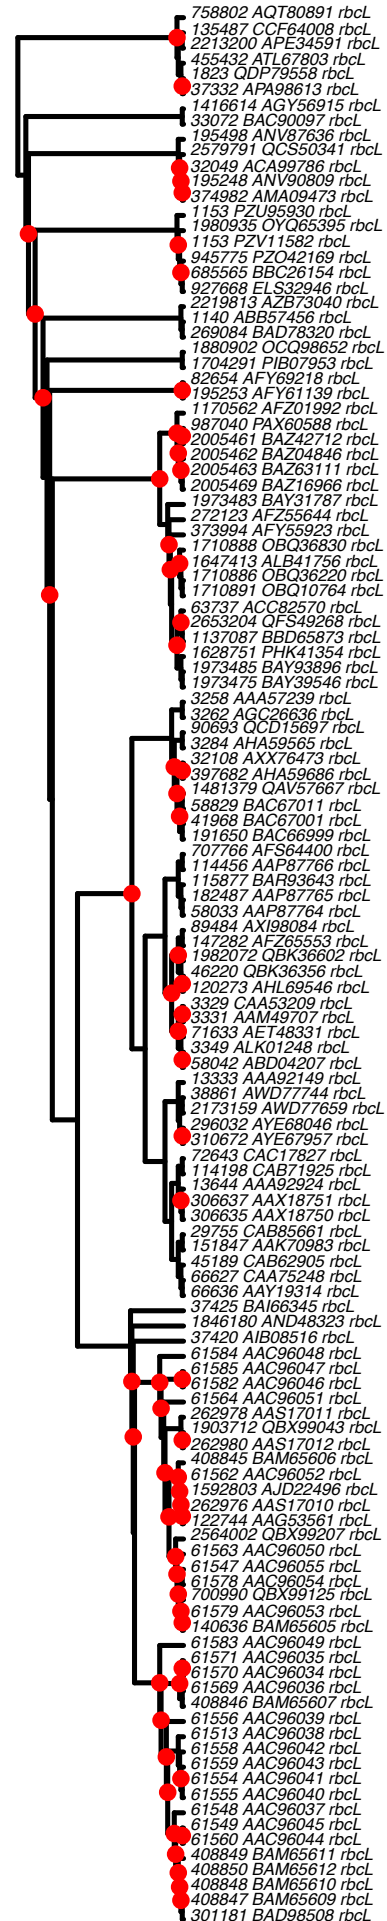 758802 AQT80891 rbcL
135487 CCF64008 rbcL
2213200 APE34591 rbcL
455432 ATL67803 rbcL
1823 QDP79558 rbcL
37332 APA98613 rbcL
1416614 AGY56915 rbcL
33072 BAC90097 rbcL
195498 ANV87636 rbcL
2579791 QCS50341 rbcL
32049 ACA99786 rbcL
195248 ANV90809 rbcL
374982 AMA09473 rbcL
1153 PZU95930 rbcL
1980935 OYQ65395 rbcL
1153 PZV11582 rbcL
945775 PZO42169 rbcL
685565 BBC26154 rbcL
927668 ELS32946 rbcL
2219813 AZB73040 rbcL
1140 ABB57456 rbcL
269084 BAD78320 rbcL
1880902 OCQ98652 rbcL
1704291 PIB07953 rbcL
82654 AFY69218 rbcL
195253 AFY61139 rbcL
1170562 AFZ01992 rbcL
987040 PAX60588 rbcL
2005461 BAZ42712 rbcL
2005462 BAZ04846 rbcL
2005463 BAZ63111 rbcL
2005469 BAZ16966 rbcL
1973483 BAY31787 rbcL
272123 AFZ55644 rbcL
373994 AFY55923 rbcL
1710888 OBQ36830 rbcL
1647413 ALB41756 rbcL
1710886 OBQ36220 rbcL
1710891 OBQ10764 rbcL
63737 ACC82570 rbcL
2653204 QFS49268 rbcL
1137087 BBD65873 rbcL
1628751 PHK41354 rbcL
1973485 BAY93896 rbcL
1973475 BAY39546 rbcL
3258 AAA57239 rbcL
3262 AGC26636 rbcL
90693 QCD15697 rbcL
3284 AHA59565 rbcL
32108 AXX76473 rbcL
397682 AHA59686 rbcL
1481379 QAV57667 rbcL
58829 BAC67011 rbcL
41968 BAC67001 rbcL
191650 BAC66999 rbcL
707766 AFS64400 rbcL
114456 AAP87766 rbcL
115877 BAR93643 rbcL
182487 AAP87765 rbcL
58033 AAP87764 rbcL
89484 AXI98084 rbcL
147282 AFZ65553 rbcL
1982072 QBK36602 rbcL
46220 QBK36356 rbcL
120273 AHL69546 rbcL
3329 CAA53209 rbcL
3331 AAM49707 rbcL
71633 AET48331 rbcL
3349 ALK01248 rbcL
58042 ABD04207 rbcL
13333 AAA92149 rbcL
38861 AWD77744 rbcL
2173159 AWD77659 rbcL
296032 AYE68046 rbcL
310672 AYE67957 rbcL
72643 CAC17827 rbcL
114198 CAB71925 rbcL
13644 AAA92924 rbcL
306637 AAX18751 rbcL
306635 AAX18750 rbcL
29755 CAB85661 rbcL
151847 AAK70983 rbcL
45189 CAB62905 rbcL
66627 CAA75248 rbcL
66636 AAY19314 rbcL
37425 BAI66345 rbcL
1846180 AND48323 rbcL
37420 AIB08516 rbcL
61584 AAC96048 rbcL
61585 AAC96047 rbcL
61582 AAC96046 rbcL
61564 AAC96051 rbcL
262978 AAS17011 rbcL
1903712 QBX99043 rbcL
262980 AAS17012 rbcL
408845 BAM65606 rbcL
61562 AAC96052 rbcL
1592803 AJD22496 rbcL
262976 AAS17010 rbcL
122744 AAG53561 rbcL
2564002 QBX99207 rbcL
61563 AAC96050 rbcL
61547 AAC96055 rbcL
61578 AAC96054 rbcL
700990 QBX99125 rbcL
61579 AAC96053 rbcL
140636 BAM65605 rbcL
61583 AAC96049 rbcL
61571 AAC96035 rbcL
61570 AAC96034 rbcL
61569 AAC96036 rbcL
408846 BAM65607 rbcL
61556 AAC96039 rbcL
61513 AAC96038 rbcL
61558 AAC96042 rbcL
61559 AAC96043 rbcL
61554 AAC96041 rbcL
61555 AAC96040 rbcL
61548 AAC96037 rbcL
61549 AAC96045 rbcL
61560 AAC96044 rbcL
408849 BAM65611 rbcL
408850 BAM65612 rbcL
408848 BAM65610 rbcL
408847 BAM65609 rbcL
301181 BAD98508 rbcL